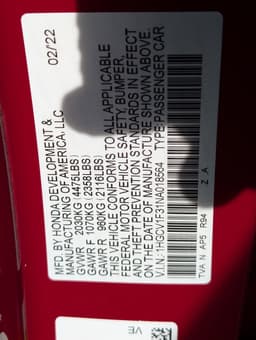 02/22
MFD. BY HONDA DEVELOPMENT &
MANUFACTURING OF AMERICA, LLC
GVWR 2030KG (4476LBS)
GAWR F 1070KG (2359LBS)
GAWR R 960KG (2116LBS)
THIS VEHICLE CONFORMS TO ALL APPLICABLE
FEDERAL MOTOR VEHICLE SAFETY, BUMPER,
AND THEFT PREVENTION STANDARDS IN EFFECT
ON THE DATE OF MANUFACTURE SHOWN ABOVE.
V.I.N.: 1HGCV1F31NA018664 TYPE:PASSENGER CAR
TVA N AP5 R94 Z A
VE